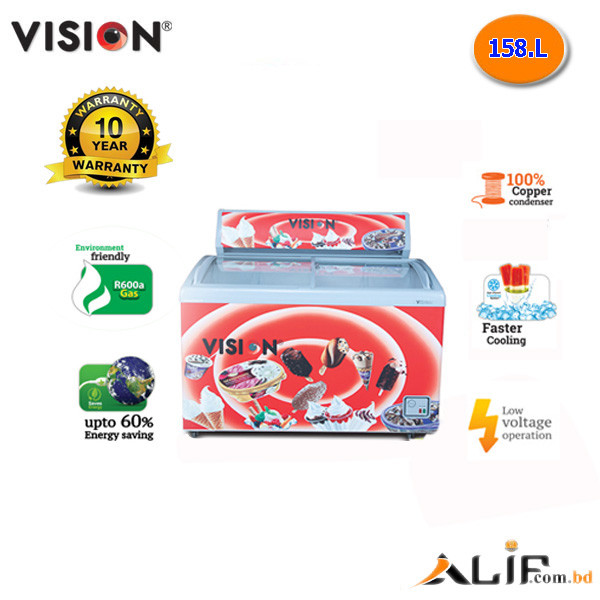 VISION®
158.L
WARRANTY
10
YEAR
WARRANTY
100%
Copper
condenser
Environment
friendly
R600a
Gas
VISION
VISION
Faster
Cooling
upto 60%
Energy saving
Low
voltage
operation
ALIF.com.bd